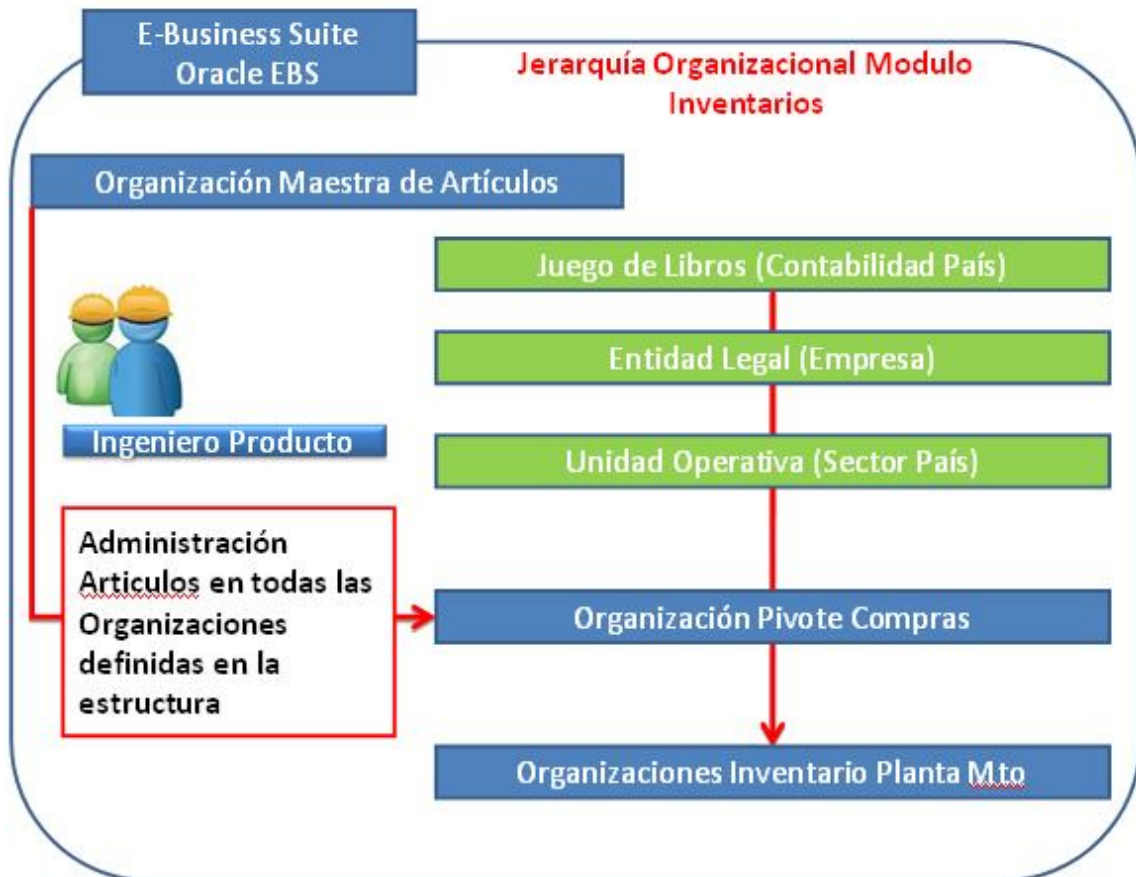 E-Business Suite
Oracle EBS
Jerarquía Organizacional Modulo
Inventarios
Organización Maestra de Artículos
Juego de Libros (Contabilidad País)
Entidad Legal (Empresa)
Ingeniero Producto
Unidad Operativa (Sector País)
Administración
Articulos en todas las
Organizaciones
definidas en la
estructura
Organización Pivote Compras
Organizaciones Inventario Planta Mto